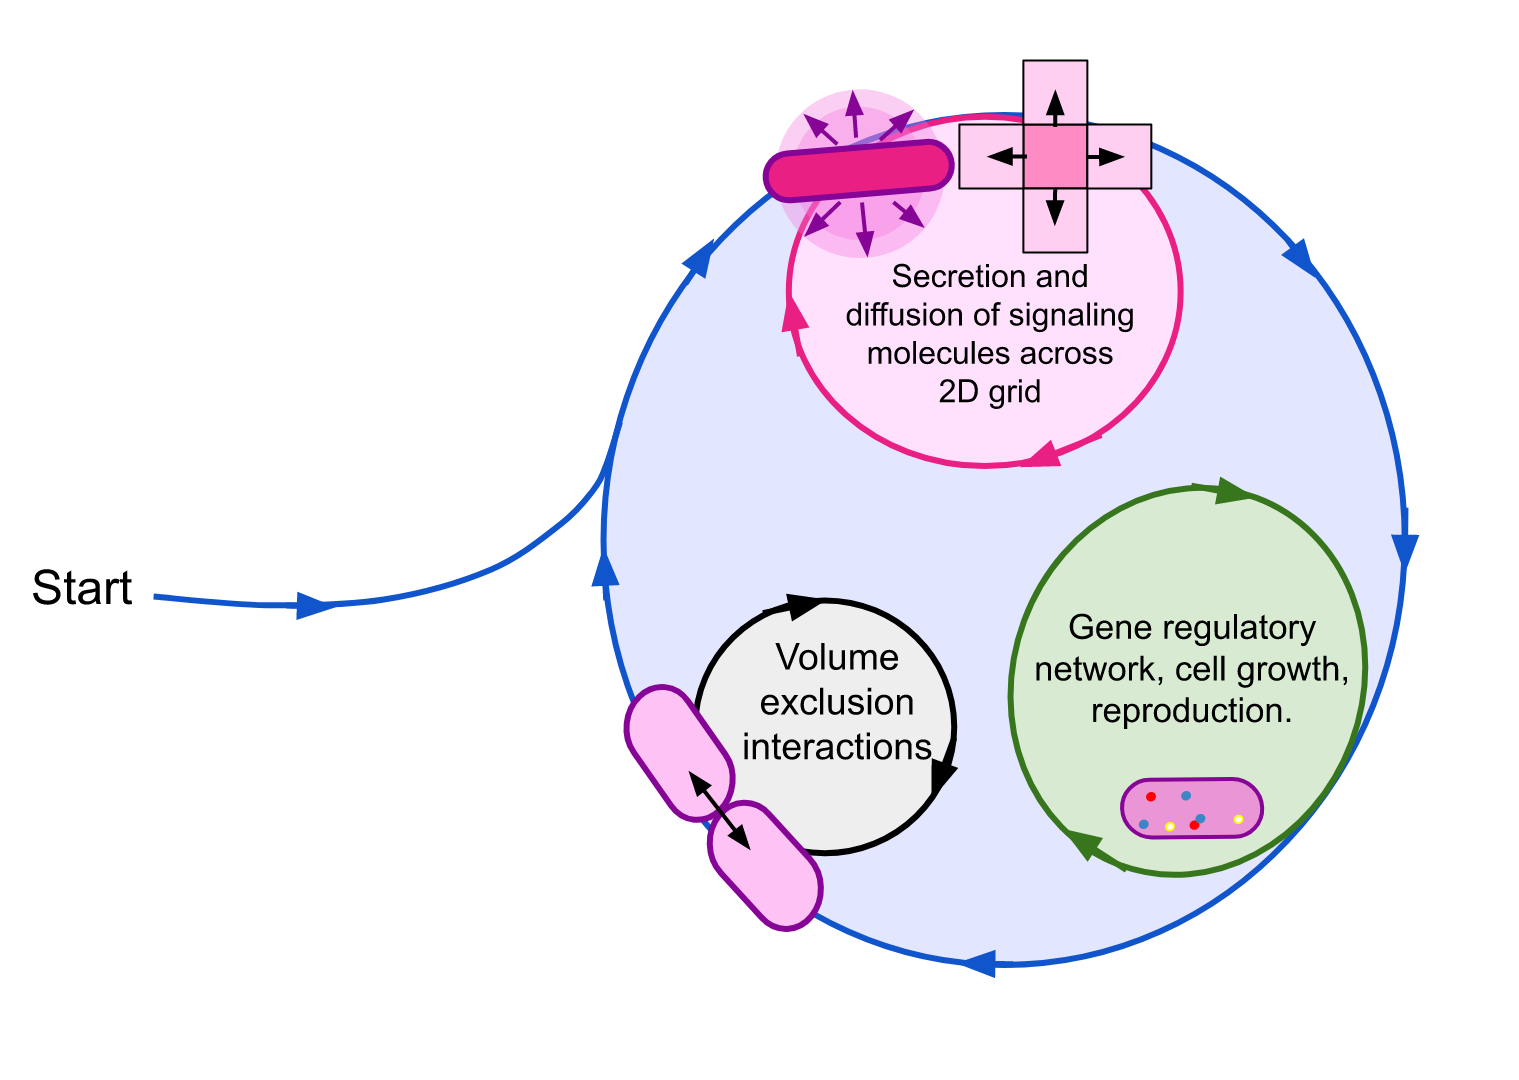 Secretion and
diffusion of signaling
molecules across
2D grid
Start
Gene regulatory
network, cell growth,
reproduction.
Volume
exclusion
interactions